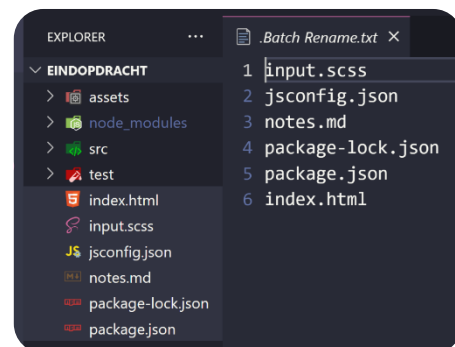 EXPLORER ...
EINDOPDRACHT
assets
node_modules
src
test
index.html
input.scss
JS jsconfig.json
notes.md
package-lock.json
package.json
.Batch Rename.txt ×
1 input.scss
2 jsconfig.json
3 notes.md
4 package-lock.json
5 package.json
6 index.html